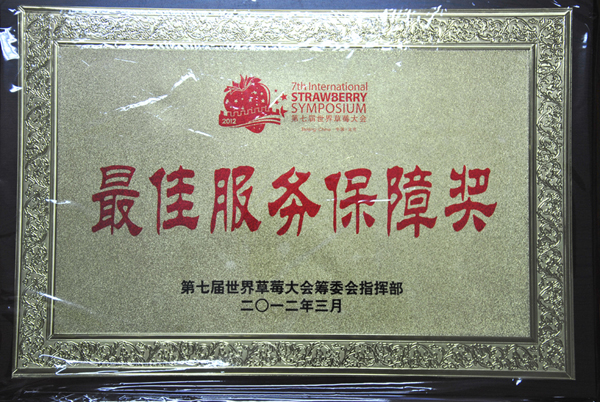 7th International
STRAWBERRY
SYMPOSIUM
第七届世界草莓大会
2012
最佳服务保障奖
第七届世界草莓大会筹委会指挥部
二〇一二年三月